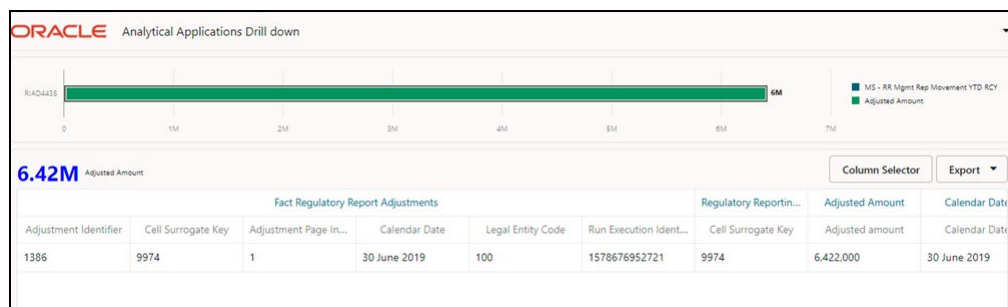 ORACLE Analytical Applications Drill down
RIAD4435 6M
MS - RR Mgmt Rep Movement YTD RCY
Adjusted Amount
0 1M 2M 3M 4M 5M 6M 7M
6.42M Adjusted Amount Column Selector Export
Fact Regulatory Report Adjustments Regulatory Reportin... Adjusted Amount Calendar Date
Adjustment Identifier Cell Surrogate Key Adjustment Page In... Calendar Date Legal Entity Code Run Execution Ident... Cell Surrogate Key Adjusted amount Calendar Date
1386 9974 1 30 June 2019 100 1578676952721 9974 6,422,000 30 June 2019